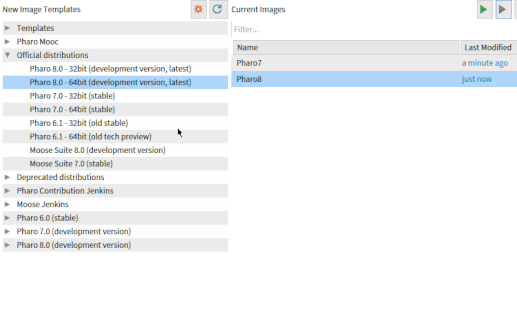 New Image Templates
Templates
Pharo Mooc
Official distributions
Pharo 8.0 - 32bit (development version, latest)
Pharo 8.0 - 64bit (development version, latest)
Pharo 7.0 - 32bit (stable)
Pharo 7.0 - 64bit (stable)
Pharo 6.1 - 32bit (old stable)
Pharo 6.1 - 64bit (old tech preview)
Moose Suite 8.0 (development version)
Moose Suite 7.0 (stable)
Deprecated distributions
Pharo Contribution Jenkins
Moose Jenkins
Pharo 6.0 (stable)
Pharo 7.0 (development version)
Pharo 8.0 (development version)
Current Images
Filter...
Name Last Modified
Pharo7 a minute ago
Pharo8 just now